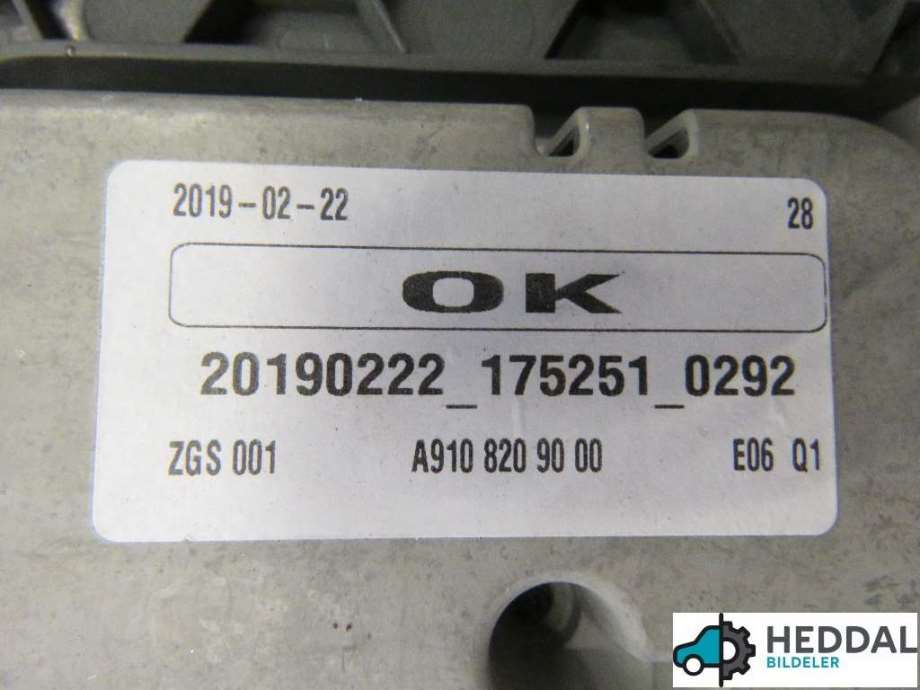 2019-02-22 28
OK
20190222_175251_0292
ZGS 001 A910 820 90 00 E06 Q1
HEDDAL
BILDELER